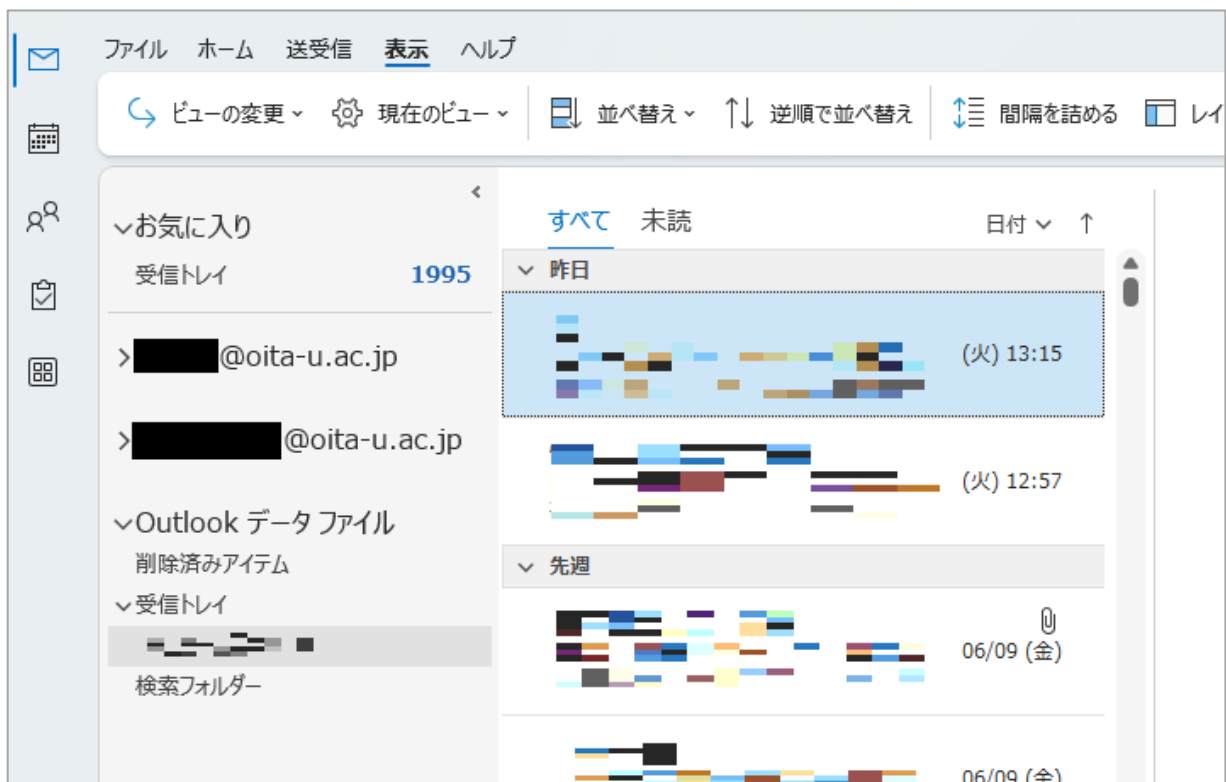 ファイル ホーム 送受信 表示 ヘルプ
ビューの変更 現在のビュー 並べ替え 逆順で並べ替え 間隔を詰める レイ
お気に入り
受信トレイ 1995
@oita-u.ac.jp
@oita-u.ac.jp
Outlook データ ファイル
削除済みアイテム
受信トレイ
検索フォルダー
すべて 未読 日付
昨日
(火) 13:15
(火) 12:57
先週
06/09 (金)
06/09 (金)